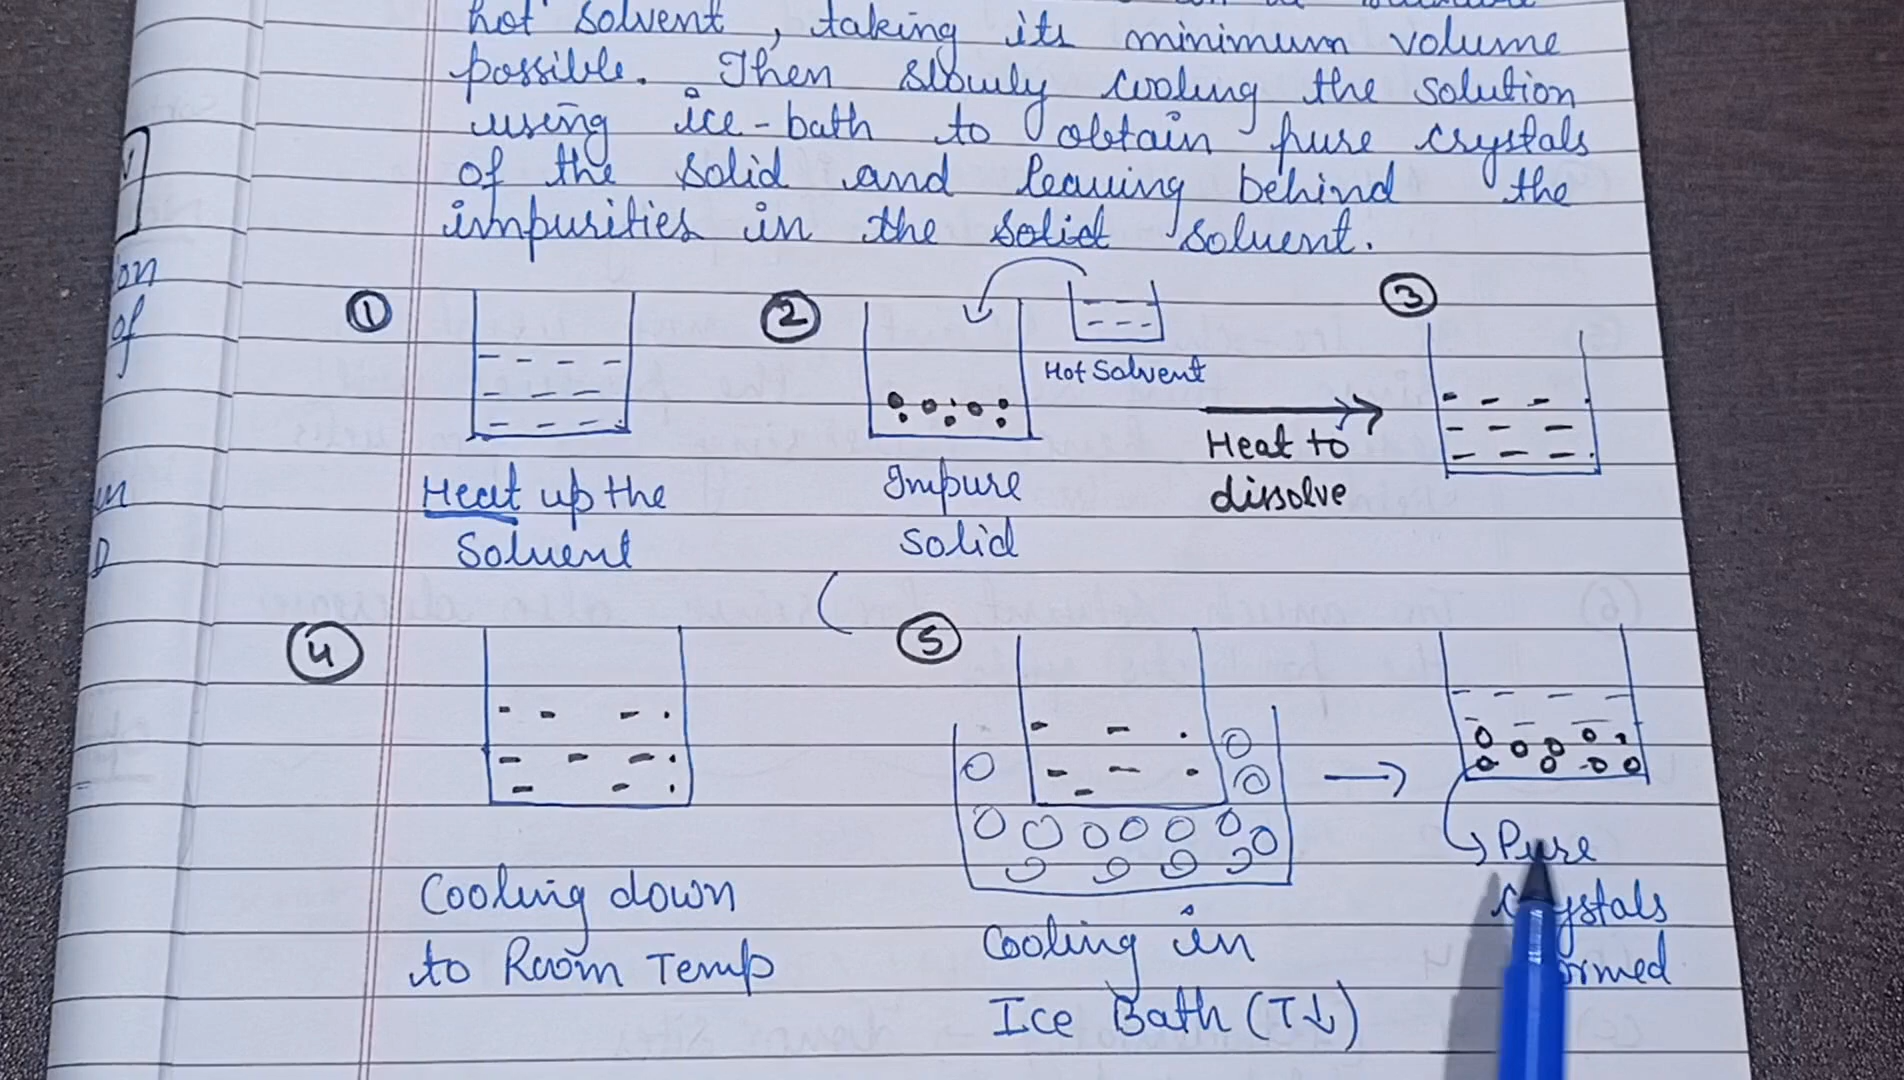 hot solvent, taking its minimum volume
possible. Then slowly cooling the solution
using ice-bath to obtain pure crystals
of the solid and leaving behind the
impurities in the solid solvent.
①
②
③
Hot Solvent
Heat to
dissolve
Heat up the
Solvent
Impure
Solid
④
⑤
Cooling down
to Room Temp
Cooling in
Ice Bath (T↓)
Pure
on
of